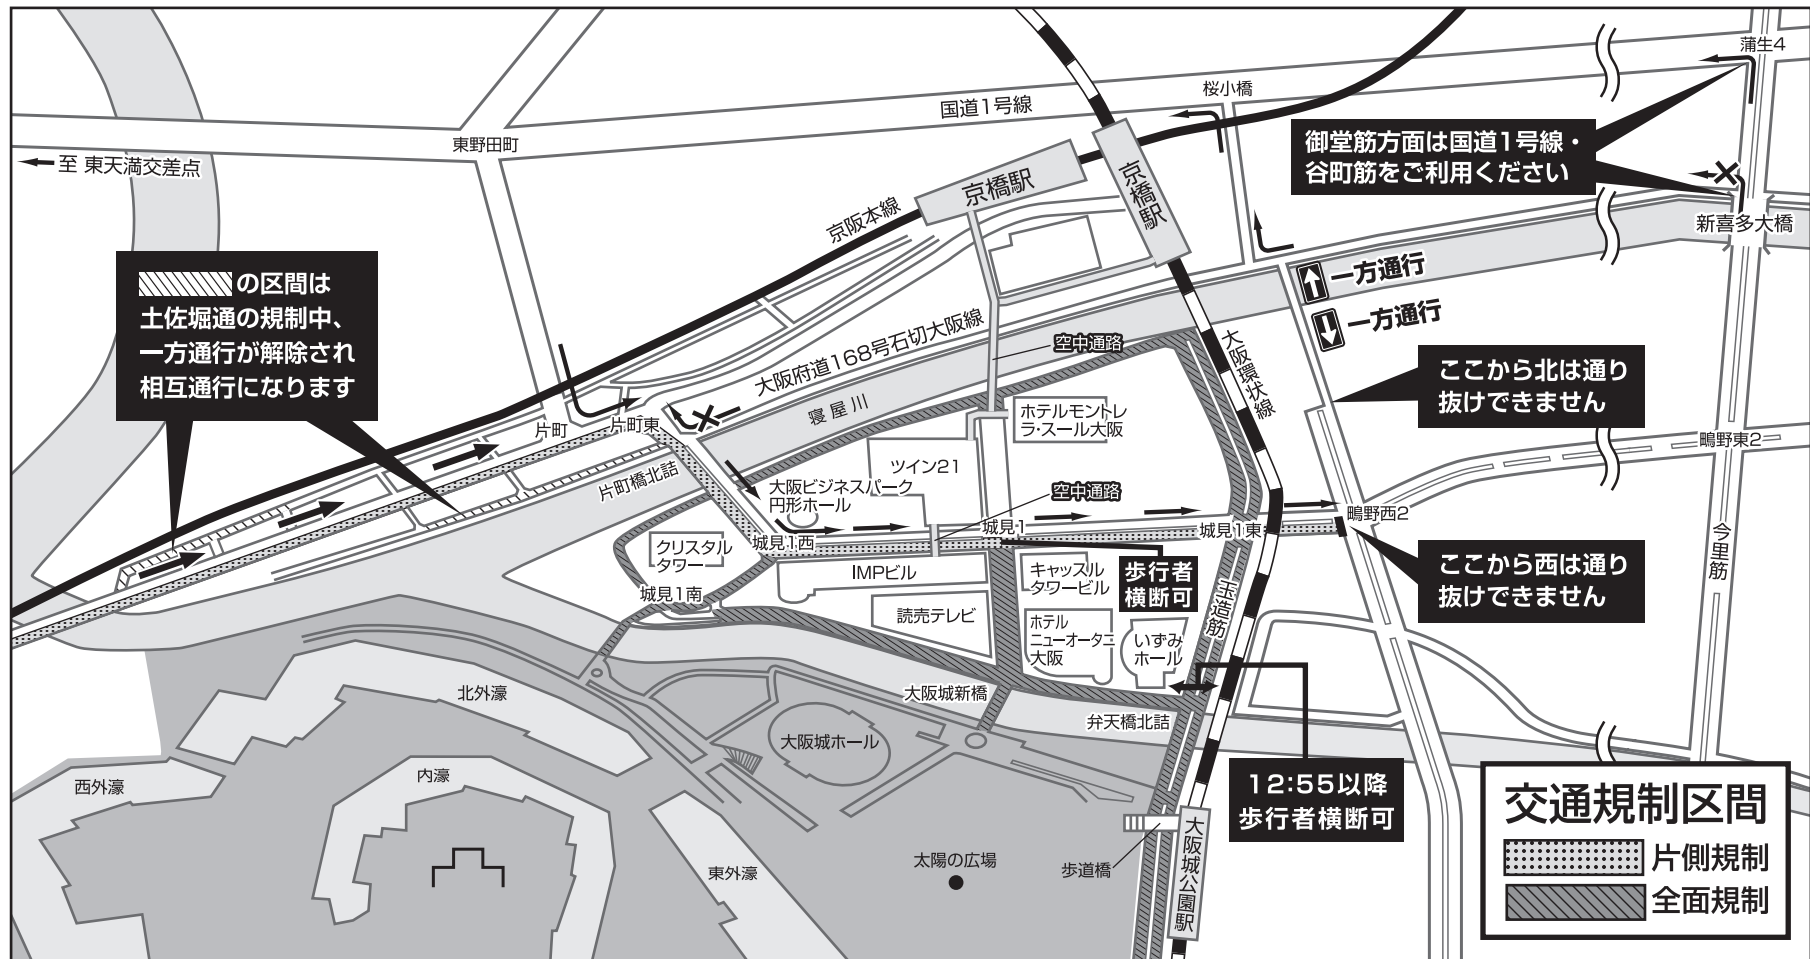 蒲生4
桜小橋
国道1号線
東野田町
至 東天満交差点
御堂筋方面は国道1号線・
谷町筋をご利用ください
新喜多大橋
京橋駅
京橋駅
京阪本線
の区間は
土佐堀通の規制中、
一方通行が解除され
相互通行になります
一方通行
一方通行
大阪府道168号石切大阪線
空中通路
大阪環状線
ここから北は通り
抜けできません
寝屋川
ホテルモントレ
ラ・スール大阪
片町
片町東
鴫野東2
片町橋北詰
ツイン21
大阪ビジネスパーク
円形ホール
空中通路
鴫野西2
城見1
城見1東
城見1西
クリスタル
タワー
IMPビル
キャッスル
タワービル
歩行者
横断可
今里筋
ここから西は通り
抜けできません
城見1南
読売テレビ
ホテル
ニューオータニ
大阪
いずみ
ホール
玉造筋
北外濠
大阪城新橋
弁天橋北詰
大阪城ホール
西外濠
内濠
12:55以降
歩行者横断可
東外濠
太陽の広場
歩道橋
大阪城公園駅
交通規制区間
片側規制
全面規制